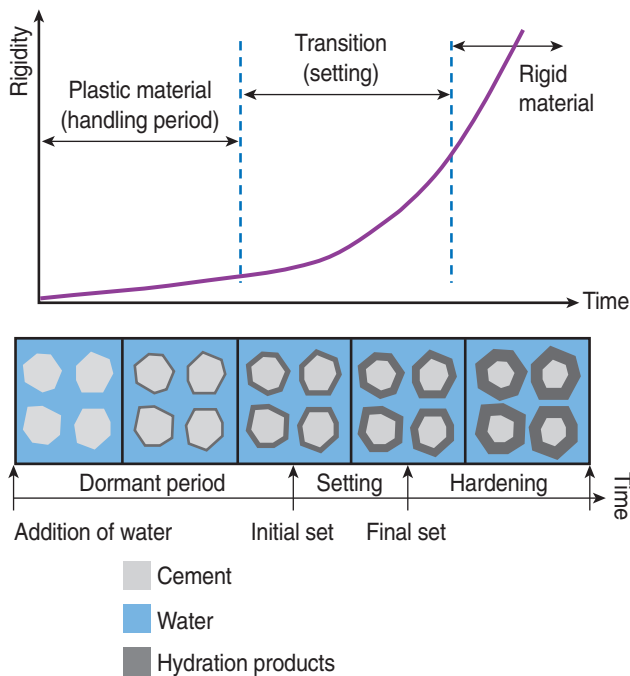 Rigidity
Transition
(setting)
Plastic material
(handling period)
Rigid
material
Time
Dormant period
Setting
Hardening
Time
Addition of water
Initial set
Final set
Cement
Water
Hydration products